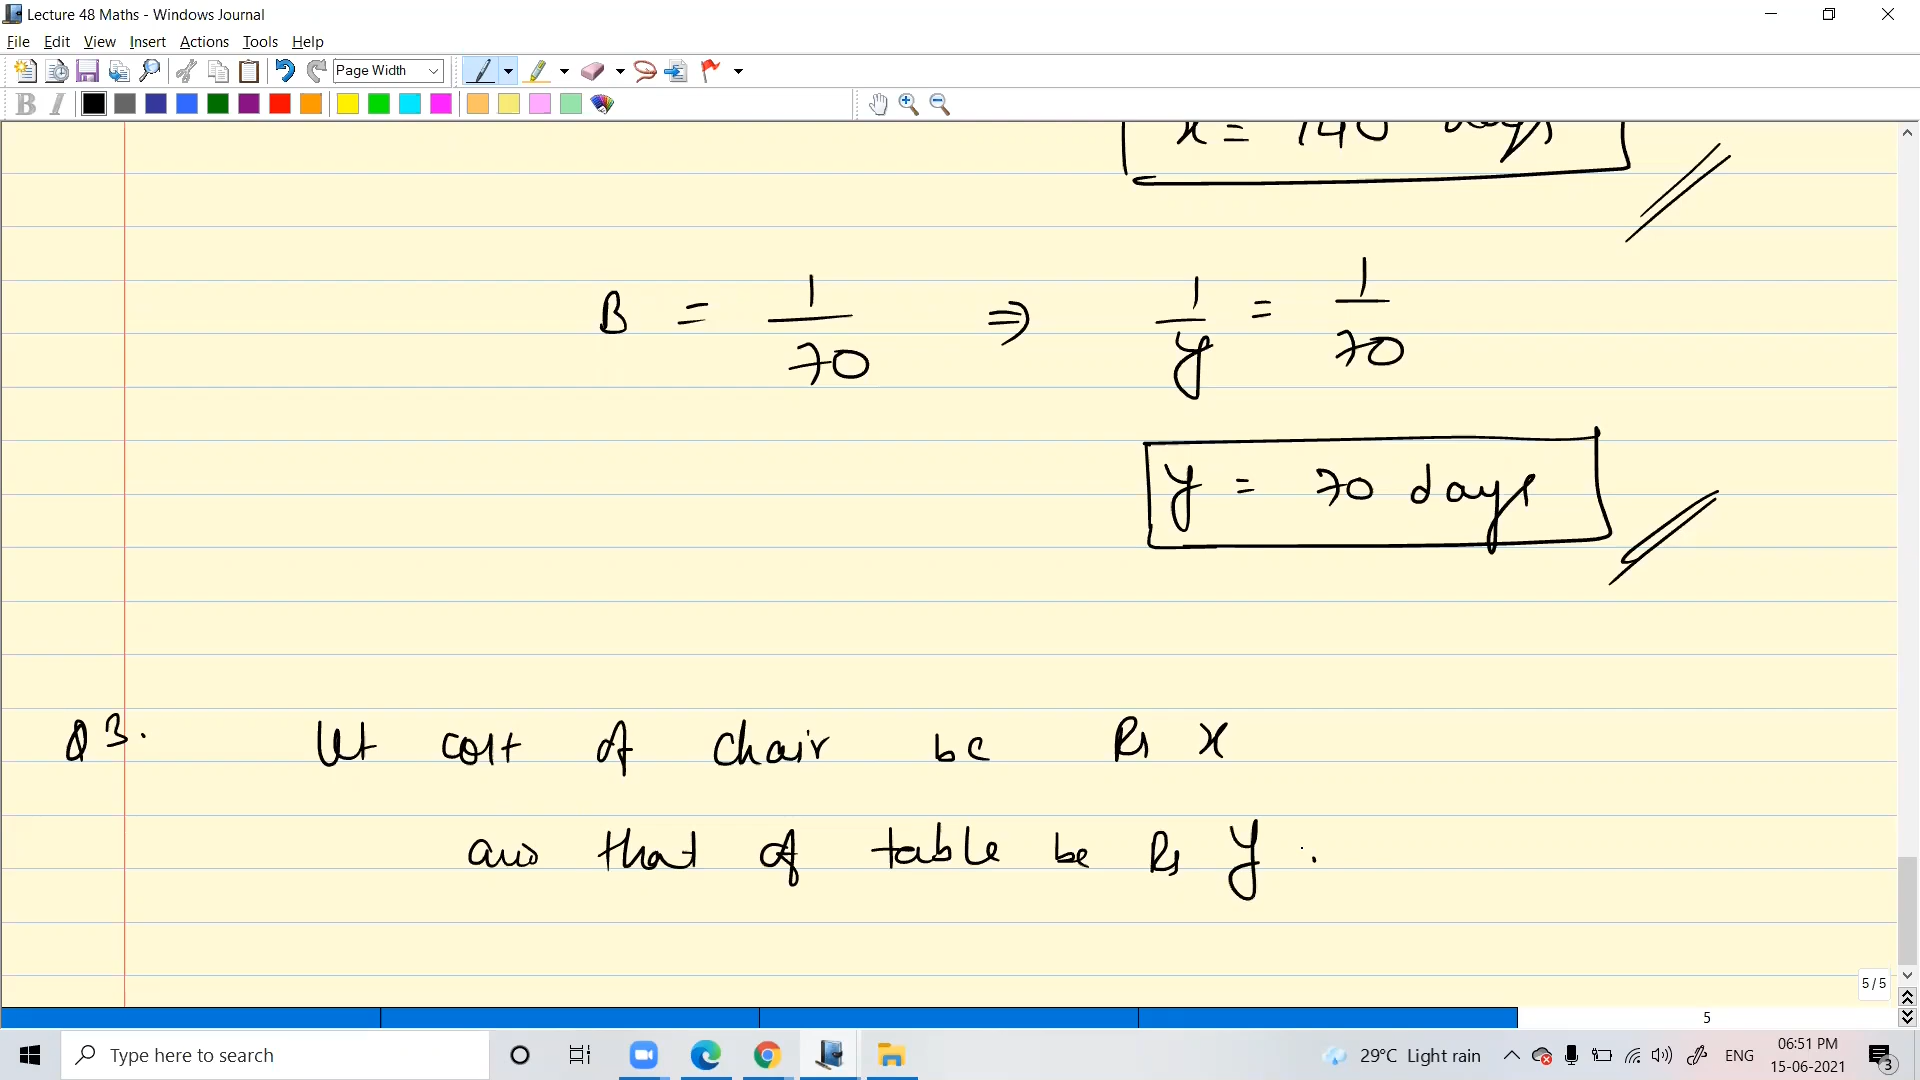 Lecture 48 Maths - Windows Journal
File Edit View Insert Actions Tools Help
Page Width
B I
x = 140 days
B = 1/70 ⇒ 1/y = 1/70
y = 70 days
Q3. Let cost of chair be Rs x
and that of table be Rs y.
5 / 5
5
Type here to search
29°C Light rain
ENG
06:51 PM
15-06-2021
3